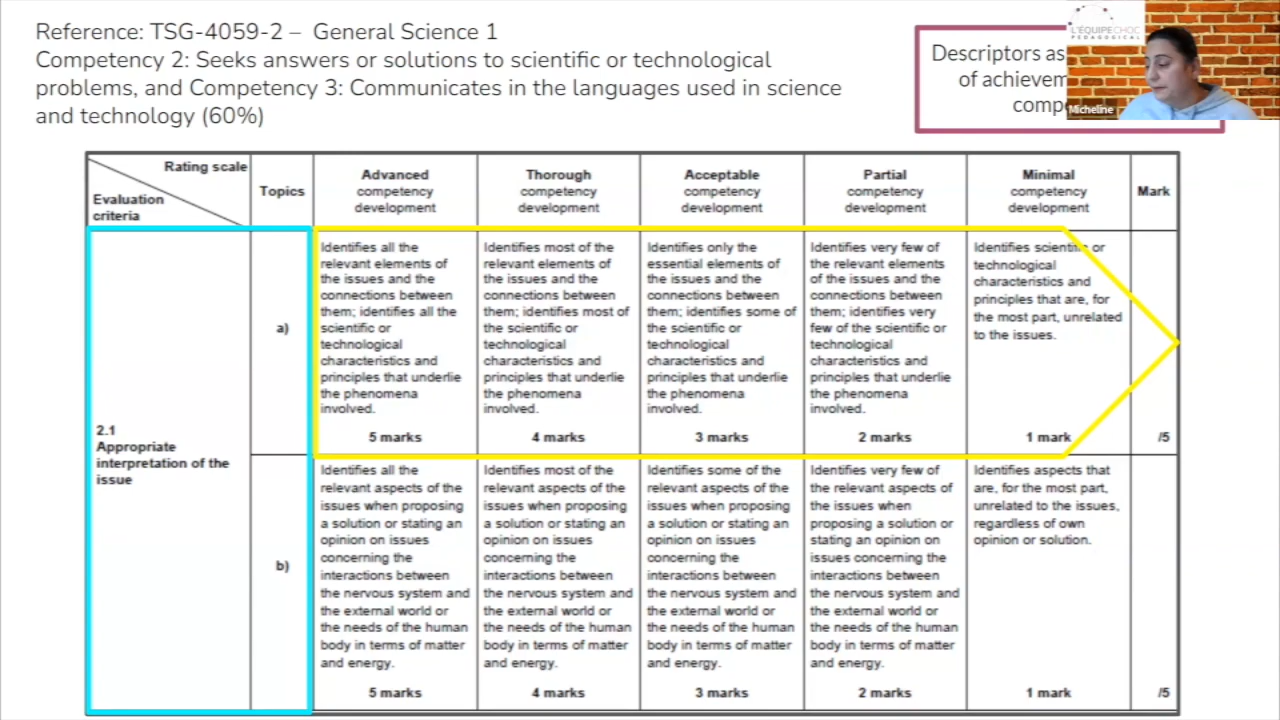 Reference: TSG-4059-2 – General Science 1
Competency 2: Seeks answers or solutions to scientific or technological
problems, and Competency 3: Communicates in the languages used in science
and technology (60%)
Descriptors as
of achievem
comp
L'ÉQUIPECHOC
PÉDAGOGICAL
Micheline
Rating scale
Evaluation
criteria
Topics
Advanced
competency
development
Thorough
competency
development
Acceptable
competency
development
Partial
competency
development
Minimal
competency
development
Mark
2.1
Appropriate
interpretation of the
issue
a)
Identifies all the
relevant elements of
the issues and the
connections between
them; identifies all the
scientific or
technological
characteristics and
principles that underlie
the phenomena
involved.
5 marks
Identifies most of the
relevant elements of
the issues and the
connections between
them; identifies most of
the scientific or
technological
characteristics and
principles that underlie
the phenomena
involved.
4 marks
Identifies only the
essential elements of
the issues and the
connections between
them; identifies some of
the scientific or
technological
characteristics and
principles that underlie
the phenomena
involved.
3 marks
Identifies very few of
the relevant elements
of the issues and the
connections between
them; identifies very
few of the scientific or
technological
characteristics and
principles that underlie
the phenomena
involved.
2 marks
Identifies scientific or
technological
characteristics and
principles that are, for
the most part, unrelated
to the issues.
1 mark
/5
b)
Identifies all the
relevant aspects of the
issues when proposing
a solution or stating an
opinion on issues
concerning the
interactions between
the nervous system and
the external world or
the needs of the human
body in terms of matter
and energy.
5 marks
Identifies most of the
relevant aspects of the
issues when proposing
a solution or stating an
opinion on issues
concerning the
interactions between
the nervous system and
the external world or
the needs of the human
body in terms of matter
and energy.
4 marks
Identifies some of the
relevant aspects of the
issues when proposing
a solution or stating an
opinion on issues
concerning the
interactions between
the nervous system and
the external world or
the needs of the human
body in terms of matter
and energy.
3 marks
Identifies very few of
the relevant aspects of
the issues when
proposing a solution or
stating an opinion on
issues concerning the
interactions between
the nervous system and
the external world or
the needs of the human
body in terms of matter
and energy.
2 marks
Identifies aspects that
are, for the most part,
unrelated to the issues,
regardless of own
opinion or solution.
1 mark
/5